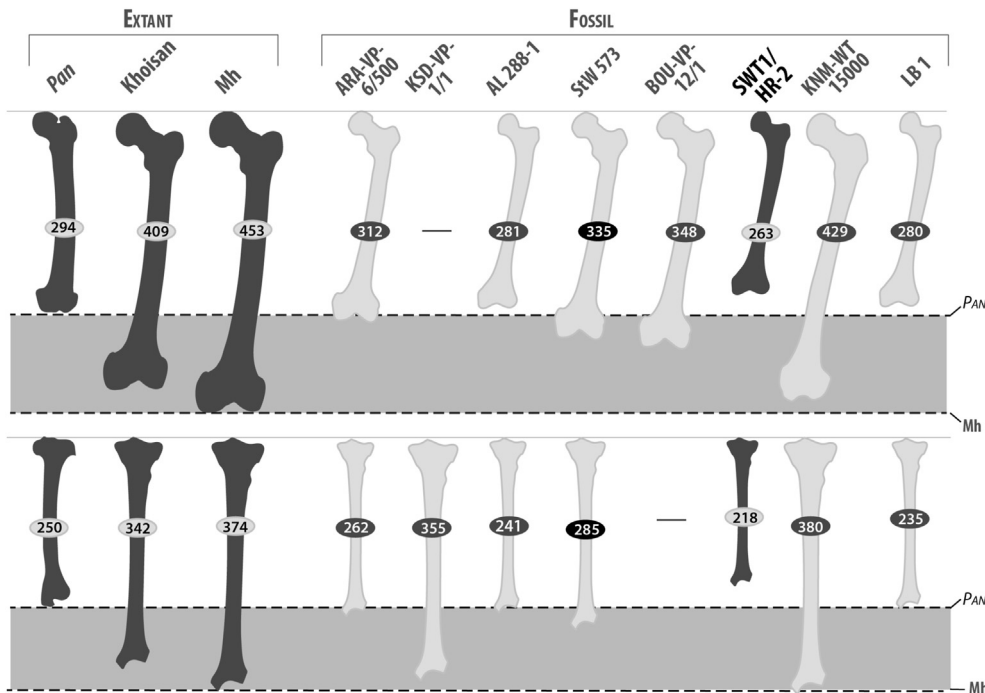 EXTANT FOSSIL
Pan Khoisan Mh ARA-VP-6/500 KSD-VP-1/1 AL 288-1 StW 573 BOU-VP-12/1 SWT1/HR-2 KNM-WT 15000 LB 1
294 409 453 312 — 281 335 348 263 429 280
PAN
Mh
250 342 374 262 355 241 285 — 218 380 235
PAN
Mh